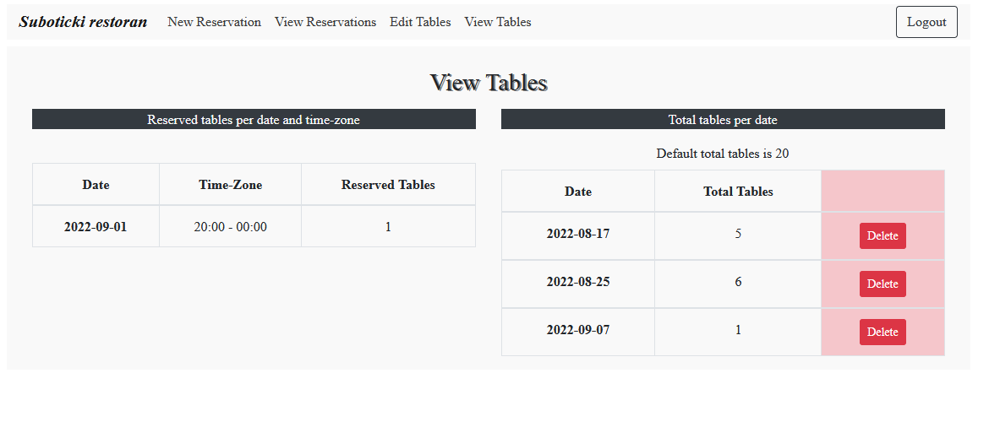 Suboticki restoran New Reservation View Reservations Edit Tables View Tables Logout
View Tables
Reserved tables per date and time-zone
Date Time-Zone Reserved Tables
2022-09-01 20:00 - 00:00 1
Total tables per date
Default total tables is 20
Date Total Tables
2022-08-17 5 Delete
2022-08-25 6 Delete
2022-09-07 1 Delete